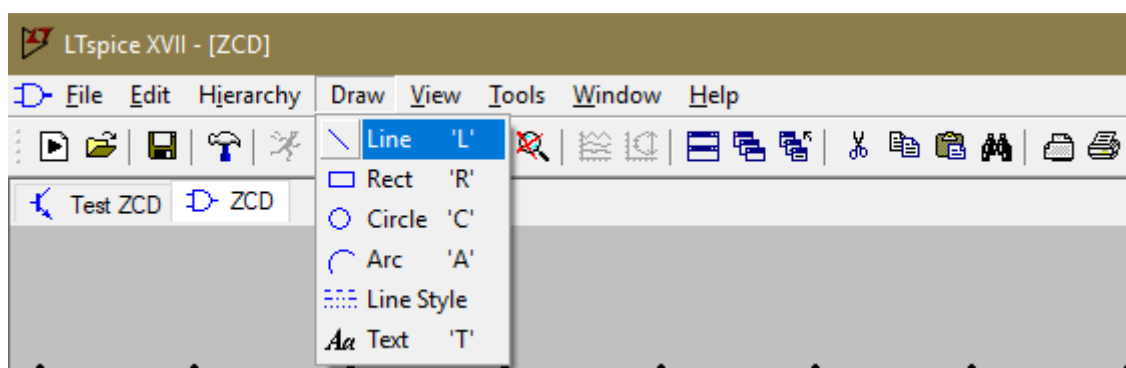 LTspice XVII - [ZCD]
File Edit Hierarchy Draw View Tools Window Help
Line 'L'
Rect 'R'
Test ZCD ZCD
Circle 'C'
Arc 'A'
Line Style
Aa Text 'T'